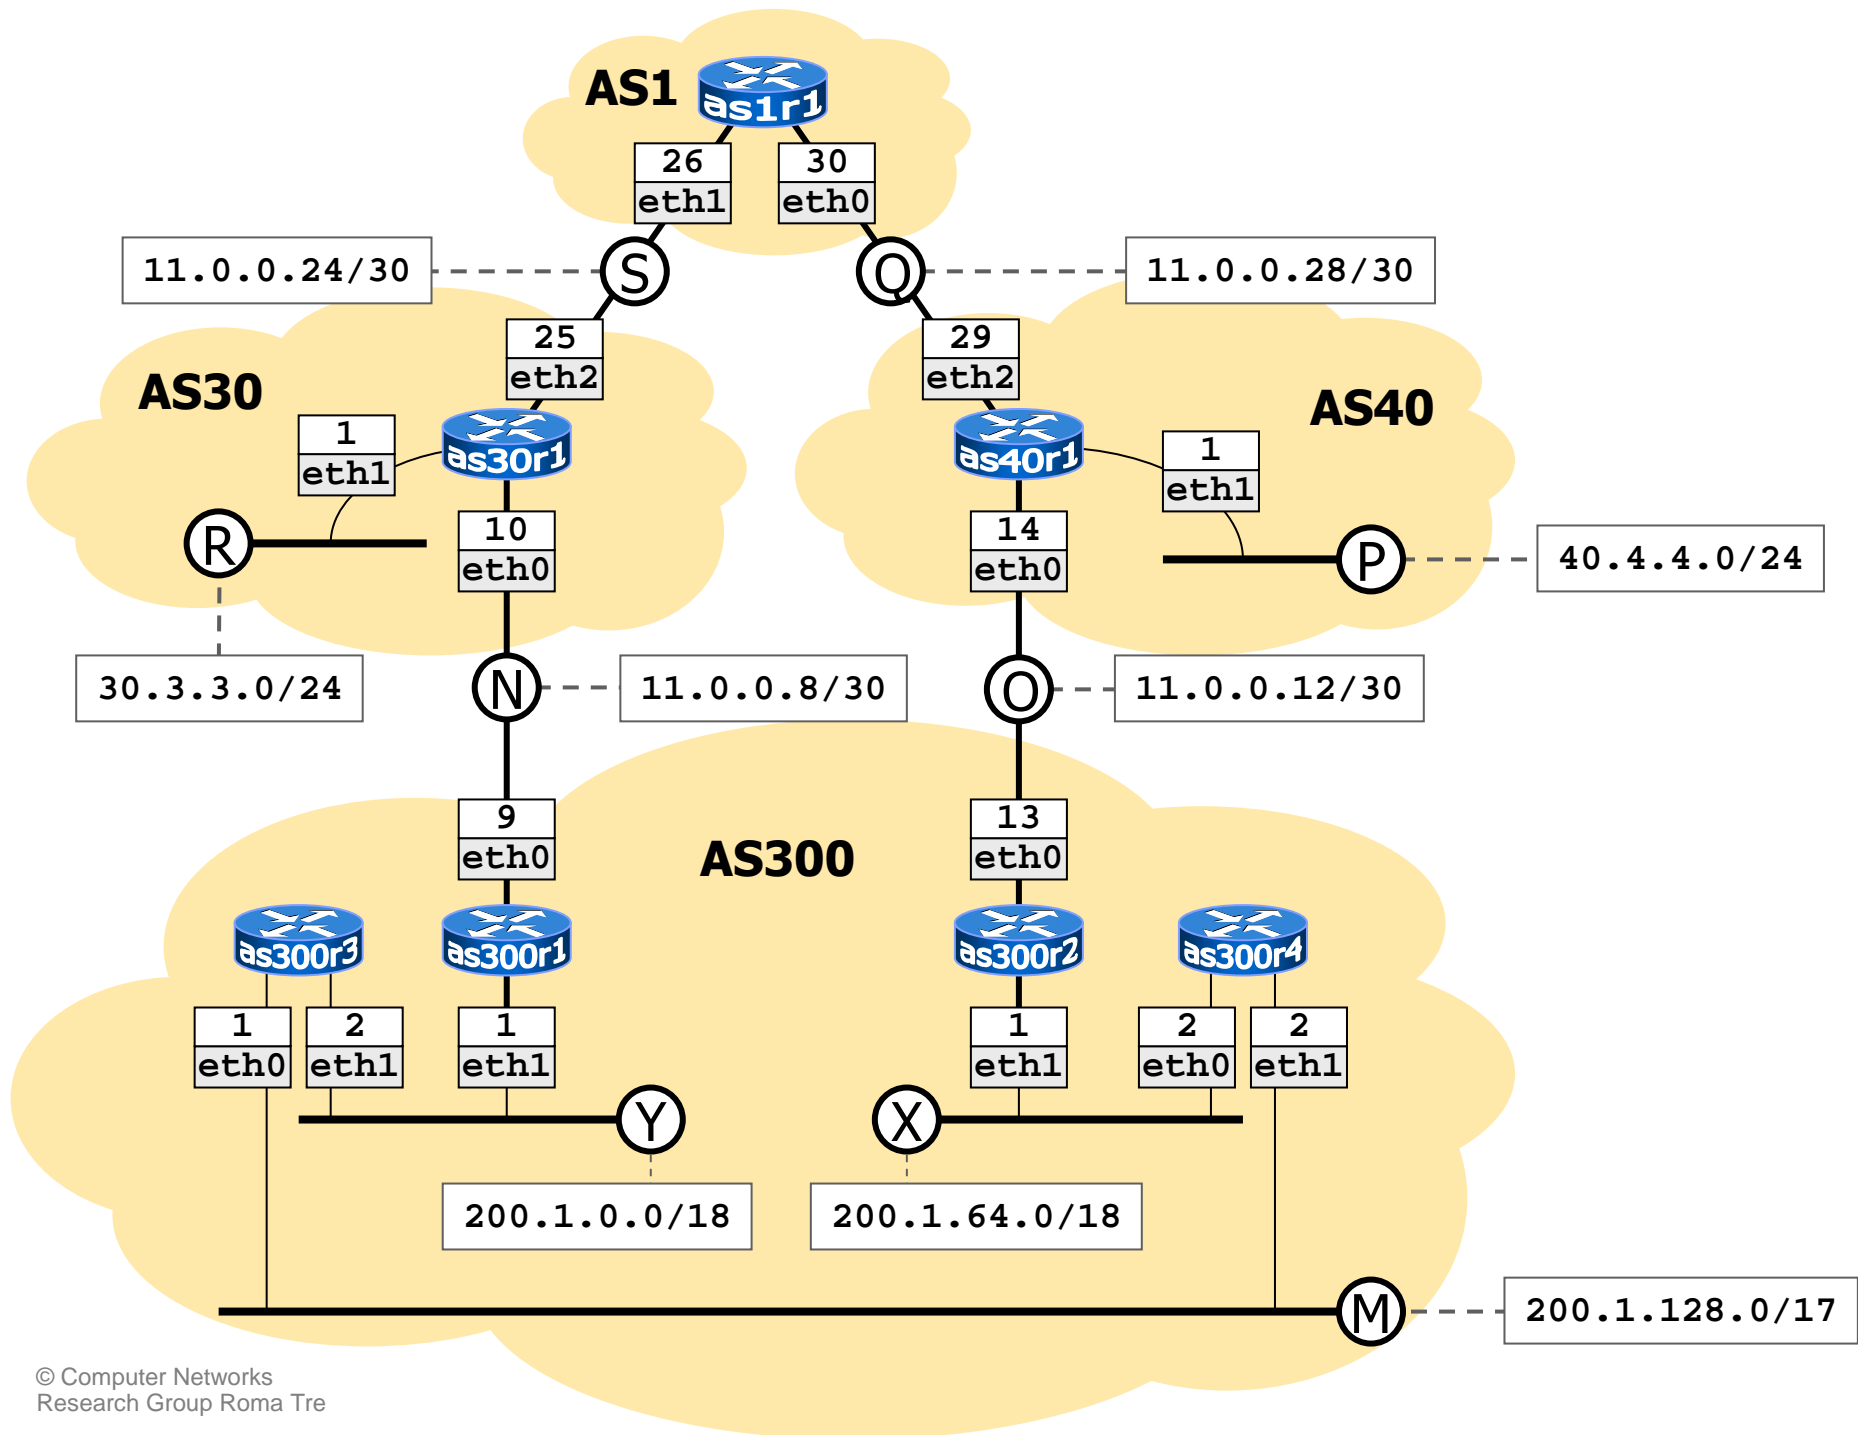 AS1
as1r1
26
eth1
30
eth0
11.0.0.24/30
S
Q
11.0.0.28/30
25
eth2
29
eth2
AS30
AS40
1
eth1
as30r1
as40r1
1
eth1
R
10
eth0
14
eth0
P
40.4.4.0/24
30.3.3.0/24
N
11.0.0.8/30
O
11.0.0.12/30
9
eth0
AS300
13
eth0
as300r3
as300r1
as300r2
as300r4
1
eth0
2
eth1
1
eth1
1
eth1
2
eth0
2
eth1
Y
X
200.1.0.0/18
200.1.64.0/18
M
200.1.128.0/17
© Computer Networks
Research Group Roma Tre